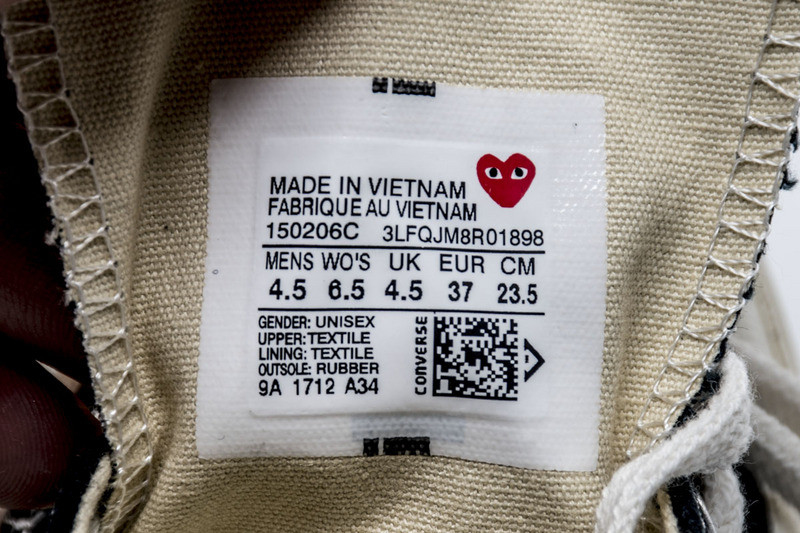 MADE IN VIETNAM
FABRIQUE AU VIETNAM
150206C 3LFQJM8R01898
MENS WO'S UK EUR CM
4.5 6.5 4.5 37 23.5
GENDER: UNISEX
UPPER: TEXTILE
LINING: TEXTILE
OUTSOLE: RUBBER
9A 1712 A34
CONVERSE